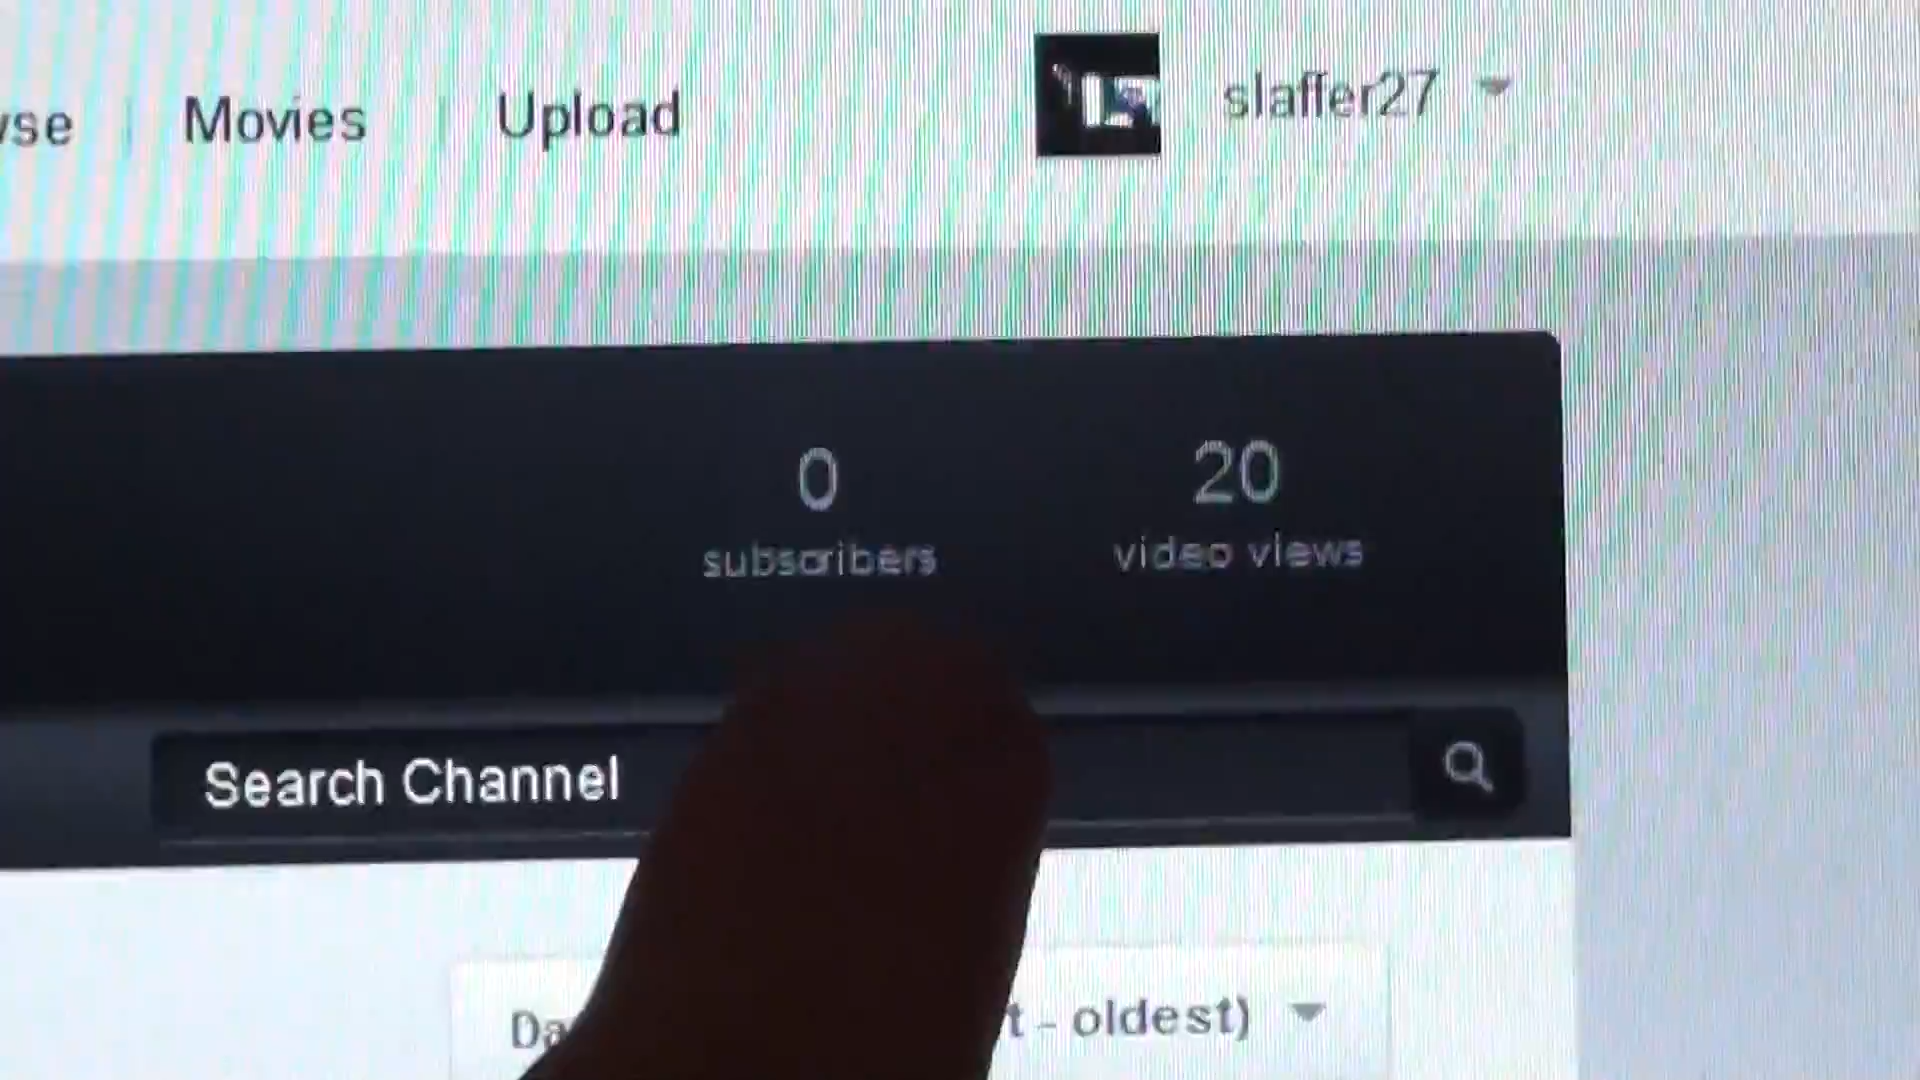 Movies | Upload
slaffer27
0
subscribers
20
video views
Search Channel
- oldest)